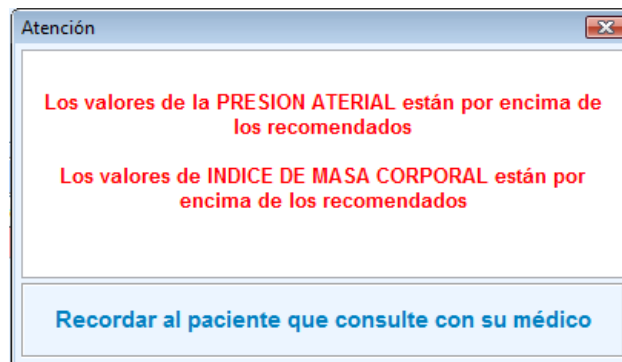 Atención
Los valores de la PRESION ATERIAL están por encima de
los recomendados
Los valores de INDICE DE MASA CORPORAL están por
encima de los recomendados
Recordar al paciente que consulte con su médico